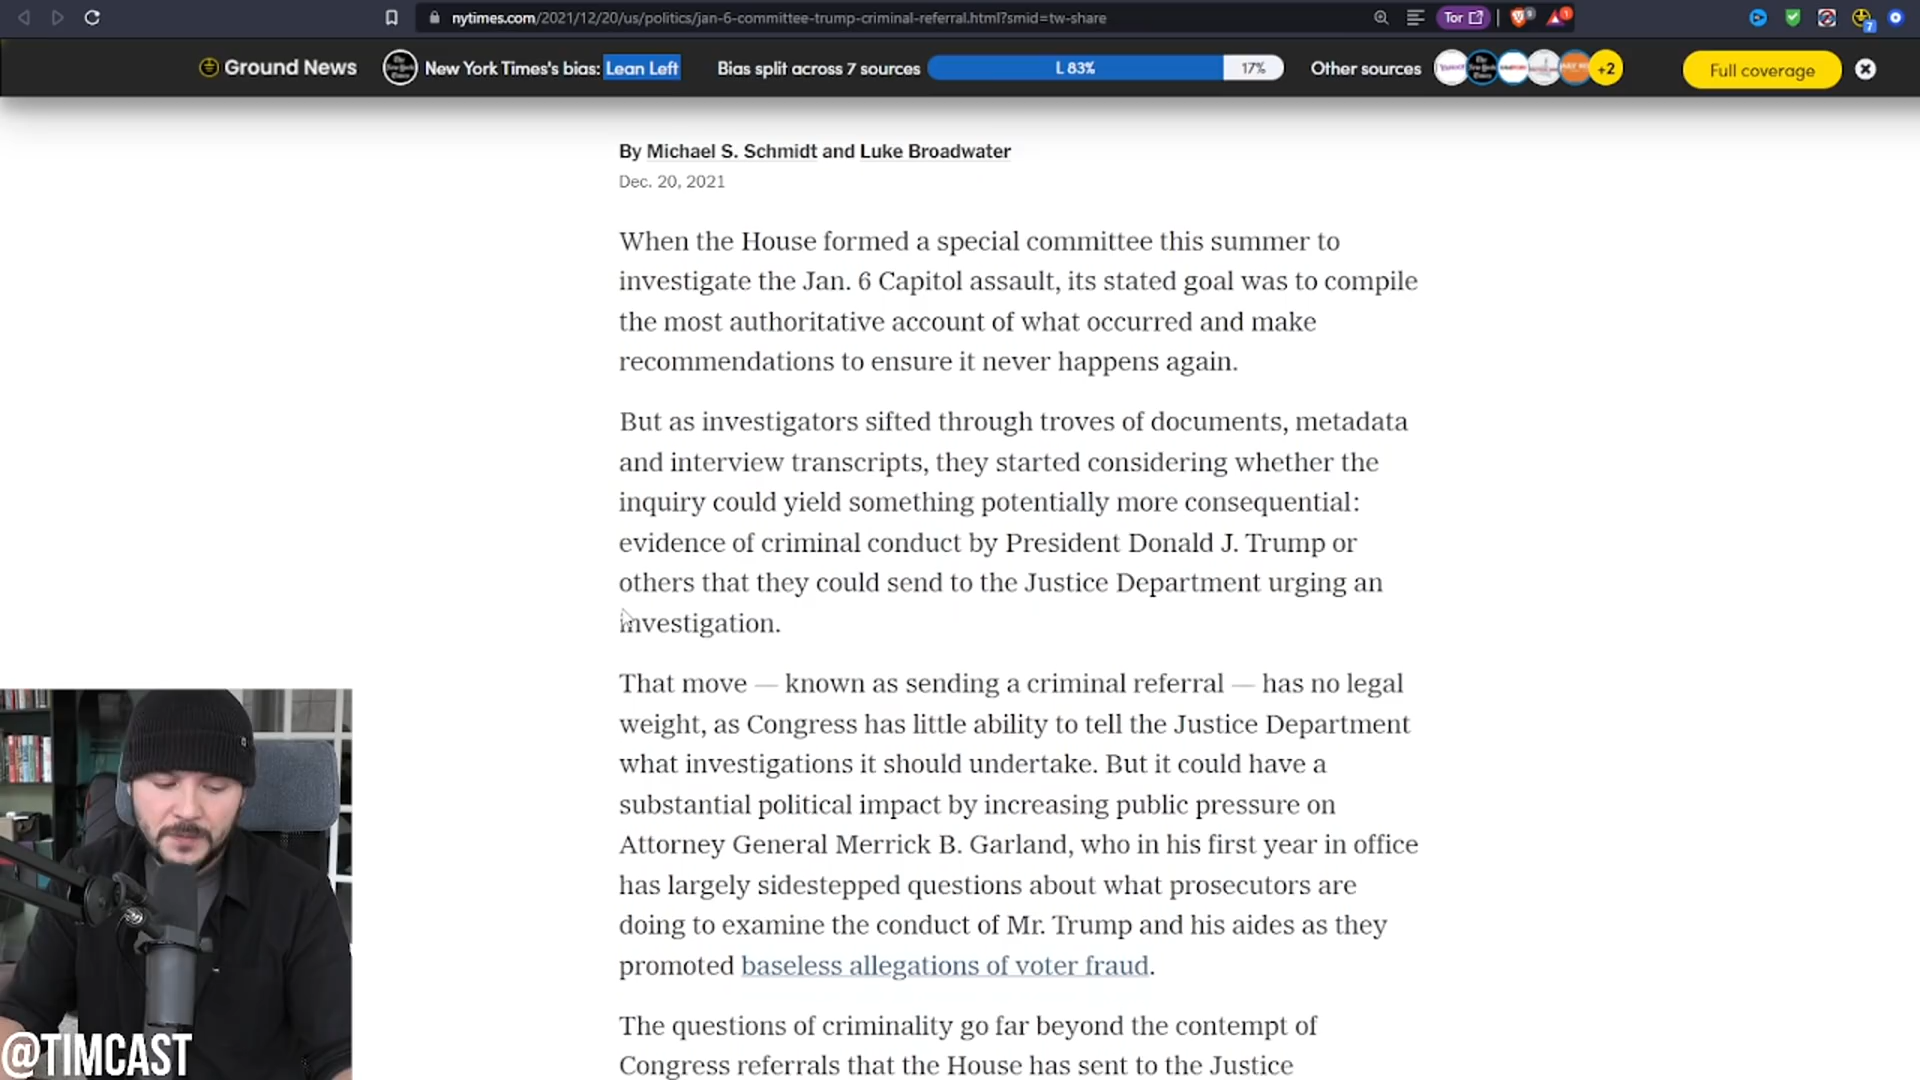 nytimes.com/2021/12/20/us/politics/jan-6-committee-trump-criminal-referral.html?smid=tw-share
Tor
Ground News
New York Times's bias: Lean Left
Bias split across 7 sources
L 83%
17%
Other sources
+2
Full coverage
By Michael S. Schmidt and Luke Broadwater
Dec. 20, 2021
When the House formed a special committee this summer to
investigate the Jan. 6 Capitol assault, its stated goal was to compile
the most authoritative account of what occurred and make
recommendations to ensure it never happens again.
But as investigators sifted through troves of documents, metadata
and interview transcripts, they started considering whether the
inquiry could yield something potentially more consequential:
evidence of criminal conduct by President Donald J. Trump or
others that they could send to the Justice Department urging an
investigation.
That move — known as sending a criminal referral — has no legal
weight, as Congress has little ability to tell the Justice Department
what investigations it should undertake. But it could have a
substantial political impact by increasing public pressure on
Attorney General Merrick B. Garland, who in his first year in office
has largely sidestepped questions about what prosecutors are
doing to examine the conduct of Mr. Trump and his aides as they
promoted baseless allegations of voter fraud.
The questions of criminality go far beyond the contempt of
Congress referrals that the House has sent to the Justice
@TIMCAST